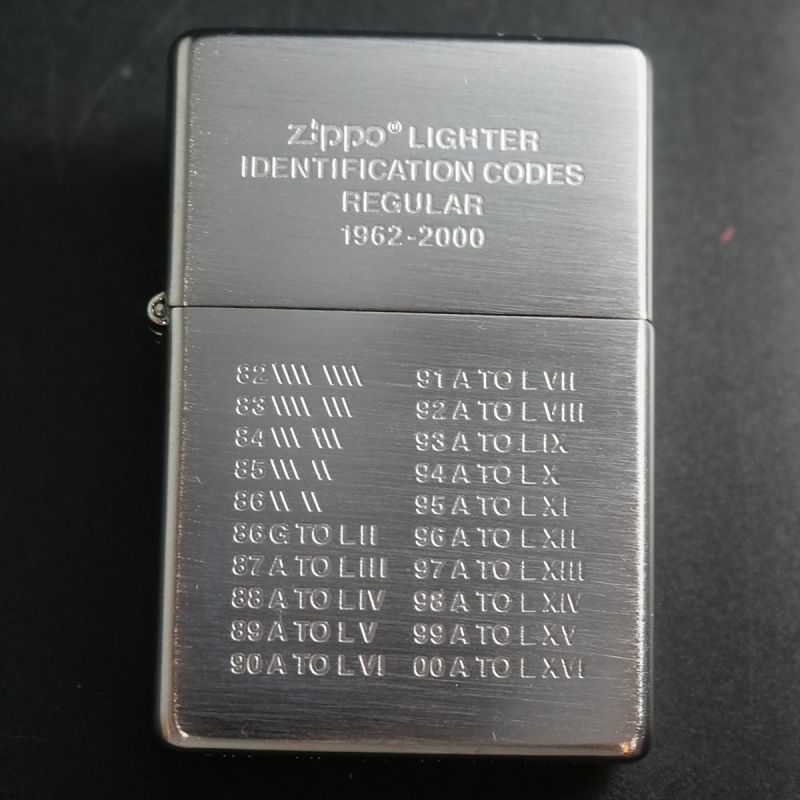 zippo® LIGHTER
IDENTIFICATION CODES
REGULAR
1962-2000
82 \\\\ \\\\
83 \\\\ \\\
84 \\\ \\\
85 \\\ \\
86 \\ \\
86 G TO L II
87 A TO L III
88 A TO L IV
89 A TO L V
90 A TO L VI
91 A TO L VII
92 A TO L VIII
93 A TO L IX
94 A TO L X
95 A TO L XI
96 A TO L XII
97 A TO L XIII
98 A TO L XIV
99 A TO L XV
00 A TO L XVI